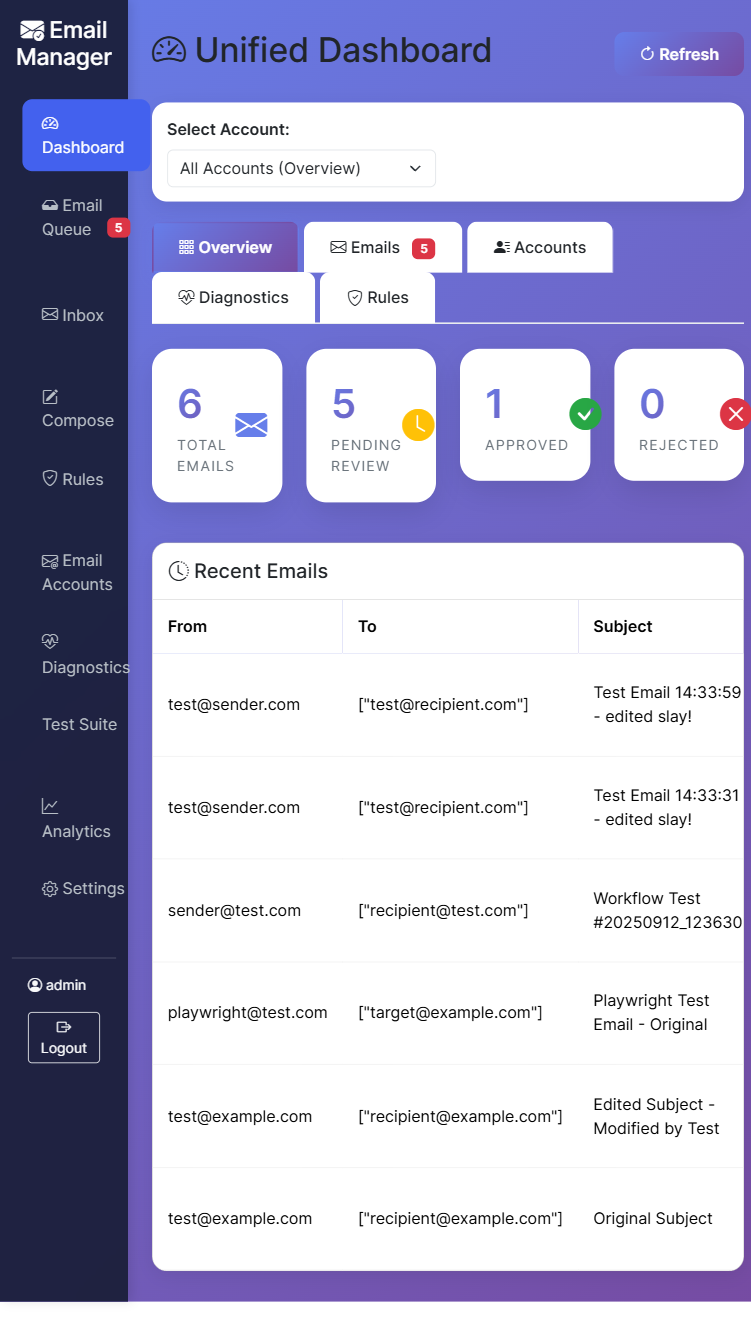 Email
Manager
Dashboard
Email
Queue 5
Inbox
Compose
Rules
Email
Accounts
Diagnostics
Test Suite
Analytics
Settings
admin
Logout
Unified Dashboard
Refresh
Select Account:
All Accounts (Overview)
Overview
Emails 5
Accounts
Diagnostics
Rules
6
TOTAL
EMAILS
5
PENDING
REVIEW
1
APPROVED
0
REJECTED
Recent Emails
From To Subject
test@sender.com ["test@recipient.com"] Test Email 14:33:59
- edited slay!
test@sender.com ["test@recipient.com"] Test Email 14:33:31
- edited slay!
sender@test.com ["recipient@test.com"] Workflow Test
#20250912_123630
playwright@test.com ["target@example.com"] Playwright Test
Email - Original
test@example.com ["recipient@example.com"] Edited Subject -
Modified by Test
test@example.com ["recipient@example.com"] Original Subject